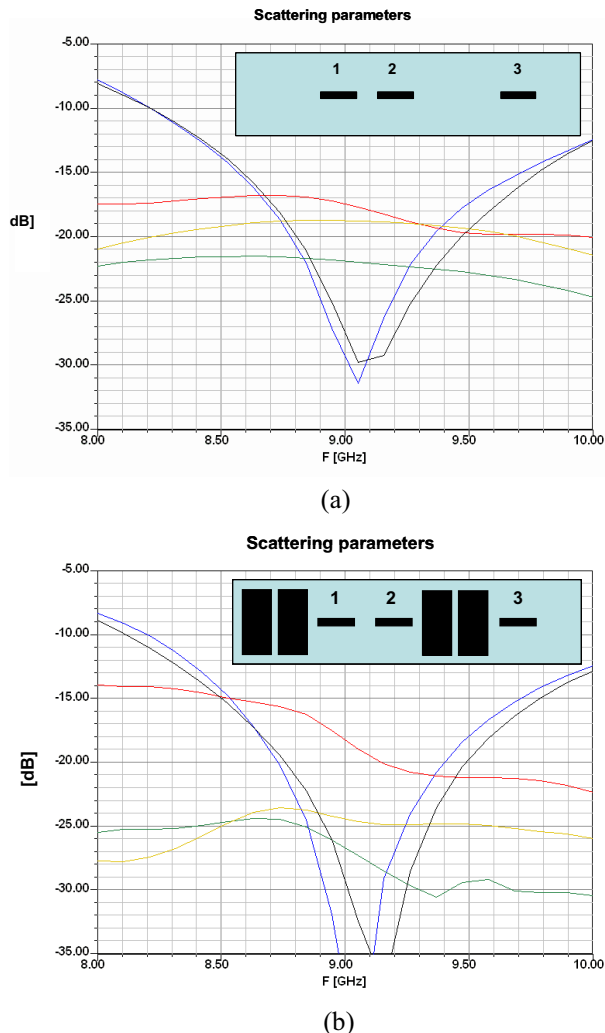 Scattering parameters
-5.00
1 2 3
-10.00
-15.00
dB]
-20.00
-25.00
-30.00
-35.00
8.00 8.50 9.00 9.50 10.00
F [GHz]
(a)
Scattering parameters
-5.00
1 2 3
-10.00
-15.00
[dB]
-20.00
-25.00
-30.00
-35.00
8.00 8.50 9.00 9.50 10.00
F [GHz]
(b)